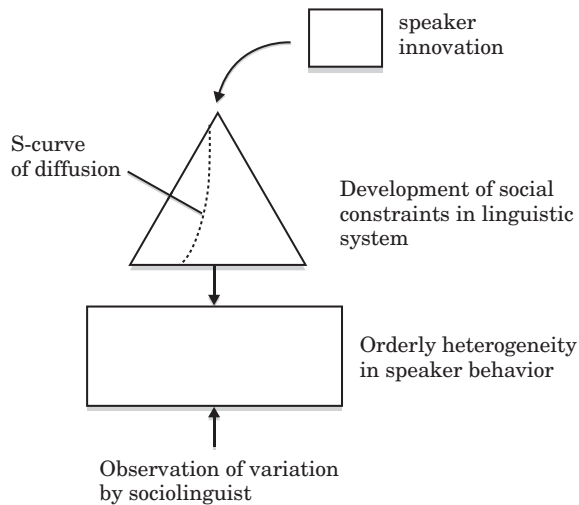 speaker
innovation
S-curve
of diffusion
Development of social
constraints in linguistic
system
Orderly heterogeneity
in speaker behavior
Observation of variation
by sociolinguist